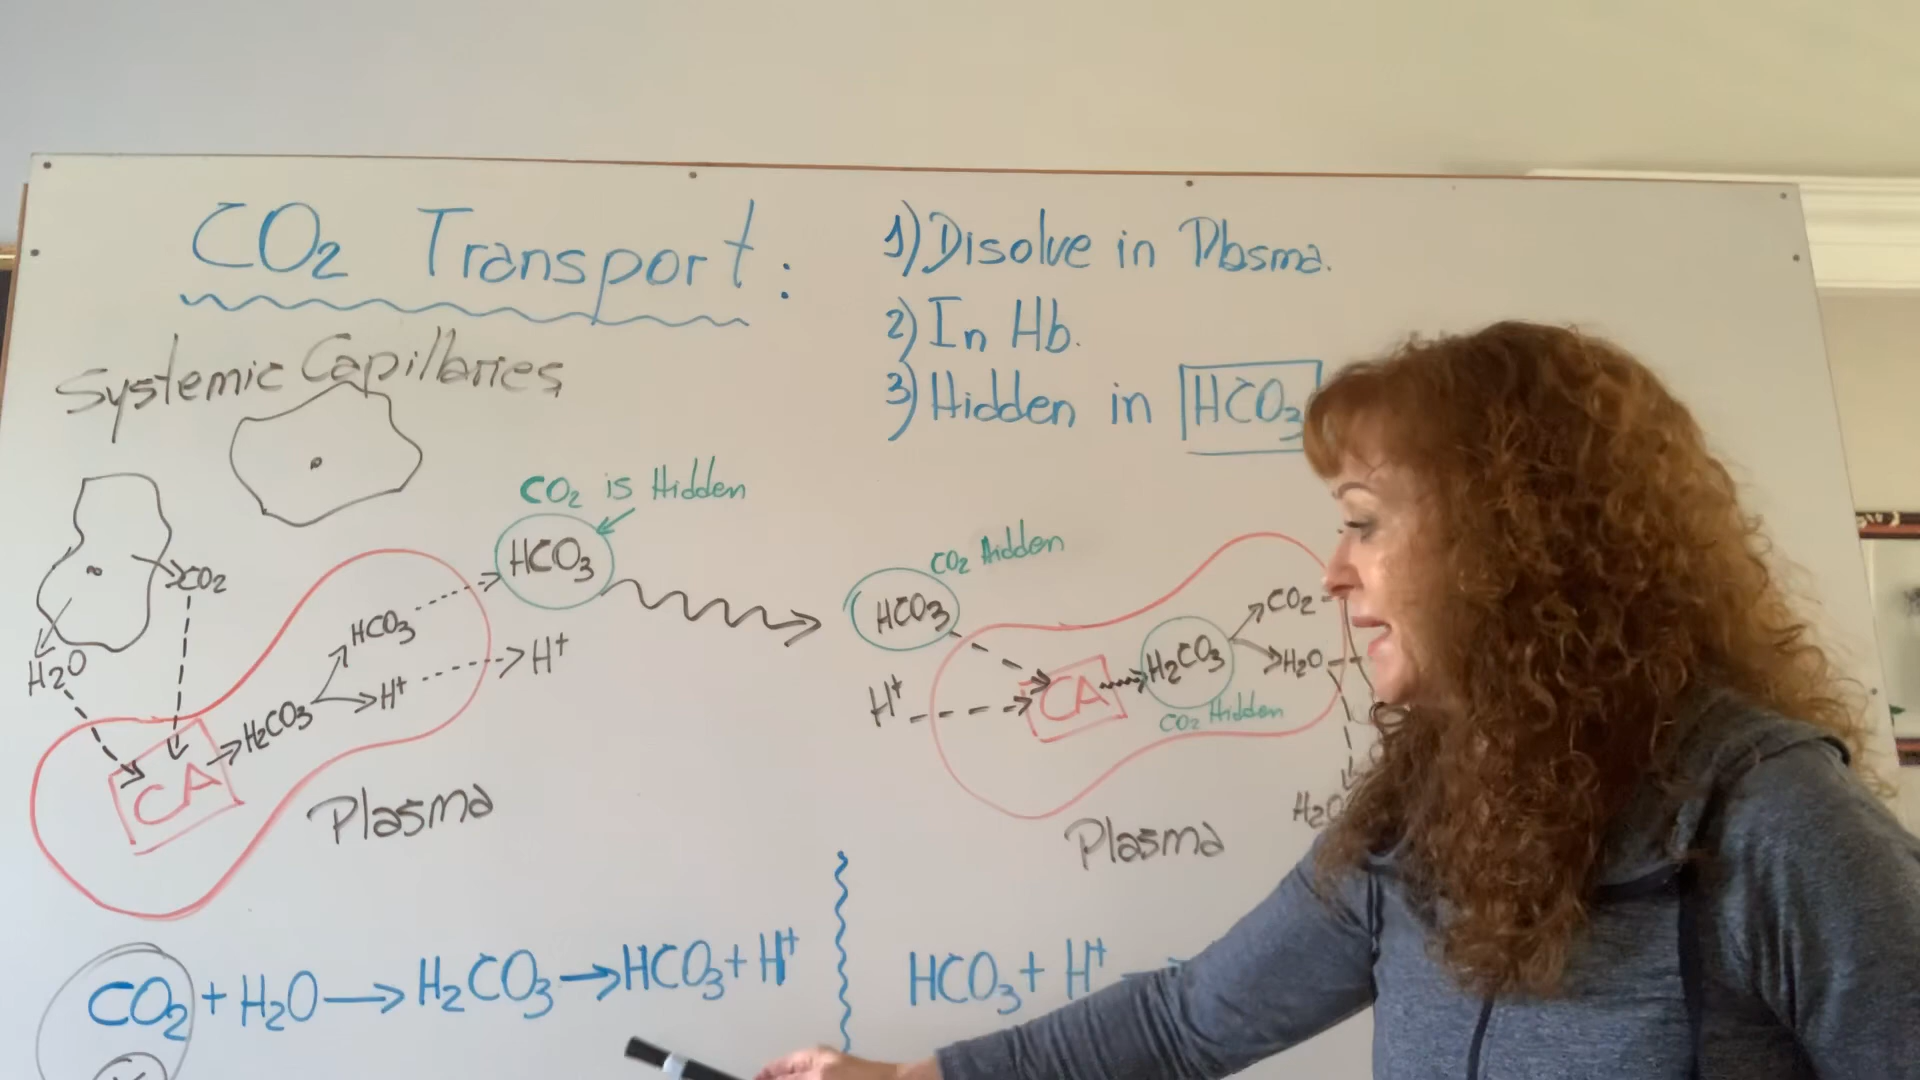 CO2 Transport:
1) Disolve in Plasma.
2) In Hb.
3) Hidden in HCO3
Systemic Capillaries
CO2 is Hidden
HCO3
CO2
H2O
HCO3
H+
H+
H2CO3
CA
Plasma
CO2 Hidden
HCO3
H+
CA
H2CO3
CO2 Hidden
CO2
H2O
H2O
Plasma
CO2 + H2O → H2CO3 → HCO3 + H+
HCO3 + H+ →